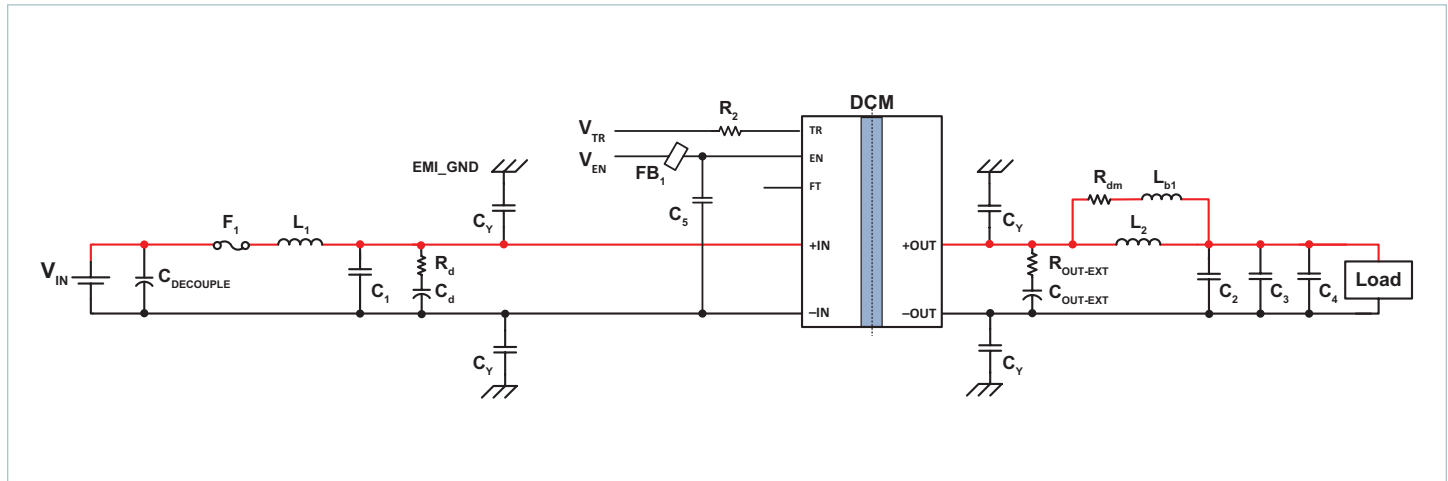 DCM
R2
VTR
TR
VEN
EN
FB1
FT
EMI_GND
C5
CY
CY
Rdm
Lb1
F1
L1
L2
+IN
+OUT
VIN
CDECOUPLE
C1
Rd
Cd
ROUT-EXT
COUT-EXT
C2
C3
C4
Load
–IN
–OUT
CY
CY